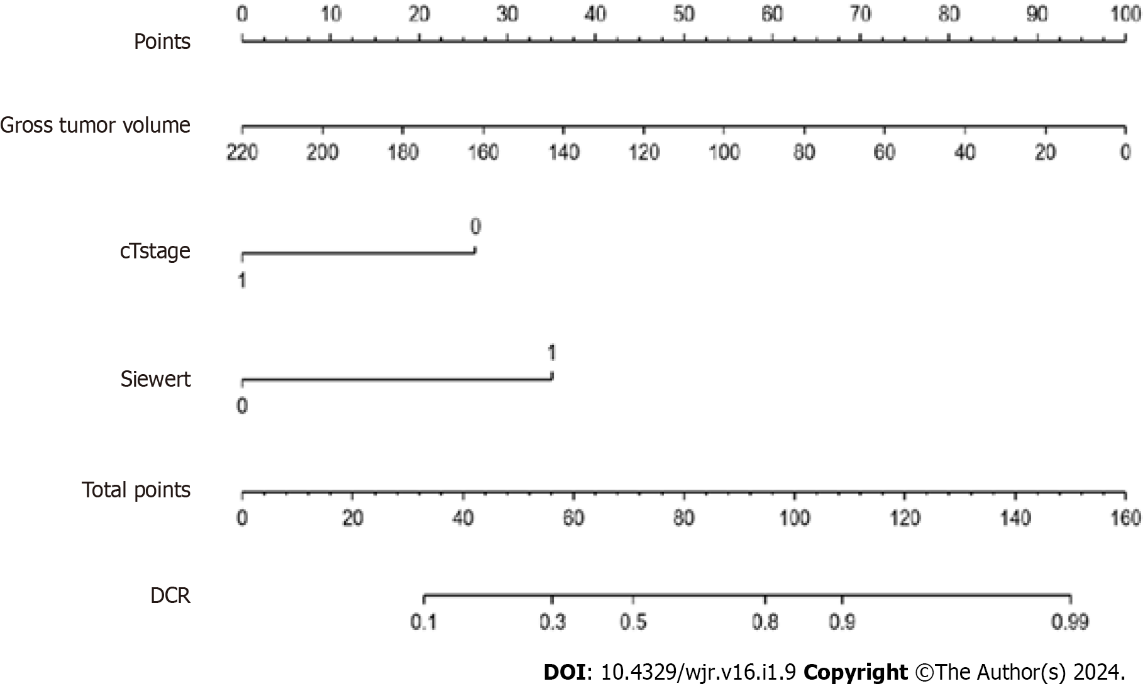 0 10 20 30 40 50 60 70 80 90 100
Points
Gross tumor volume
220 200 180 160 140 120 100 80 60 40 20 0
0
cTstage
1
1
Siewert
0
Total points
0 20 40 60 80 100 120 140 160
DCR
0.1 0.3 0.5 0.8 0.9 0.99
DOI: 10.4329/wjr.v16.i1.9 Copyright ©The Author(s) 2024.